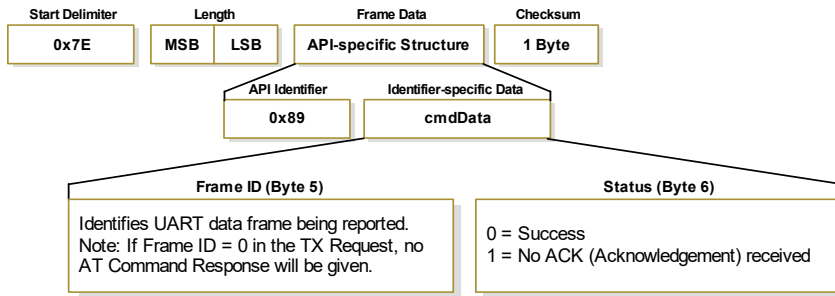 Start Delimiter Length Frame Data Checksum
0x7E MSB LSB API-specific Structure 1 Byte
API Identifier Identifier-specific Data
0x89 cmdData
Frame ID (Byte 5)
Identifies UART data frame being reported.
Note: If Frame ID = 0 in the TX Request, no
AT Command Response will be given.
Status (Byte 6)
0 = Success
1 = No ACK (Acknowledgement) received